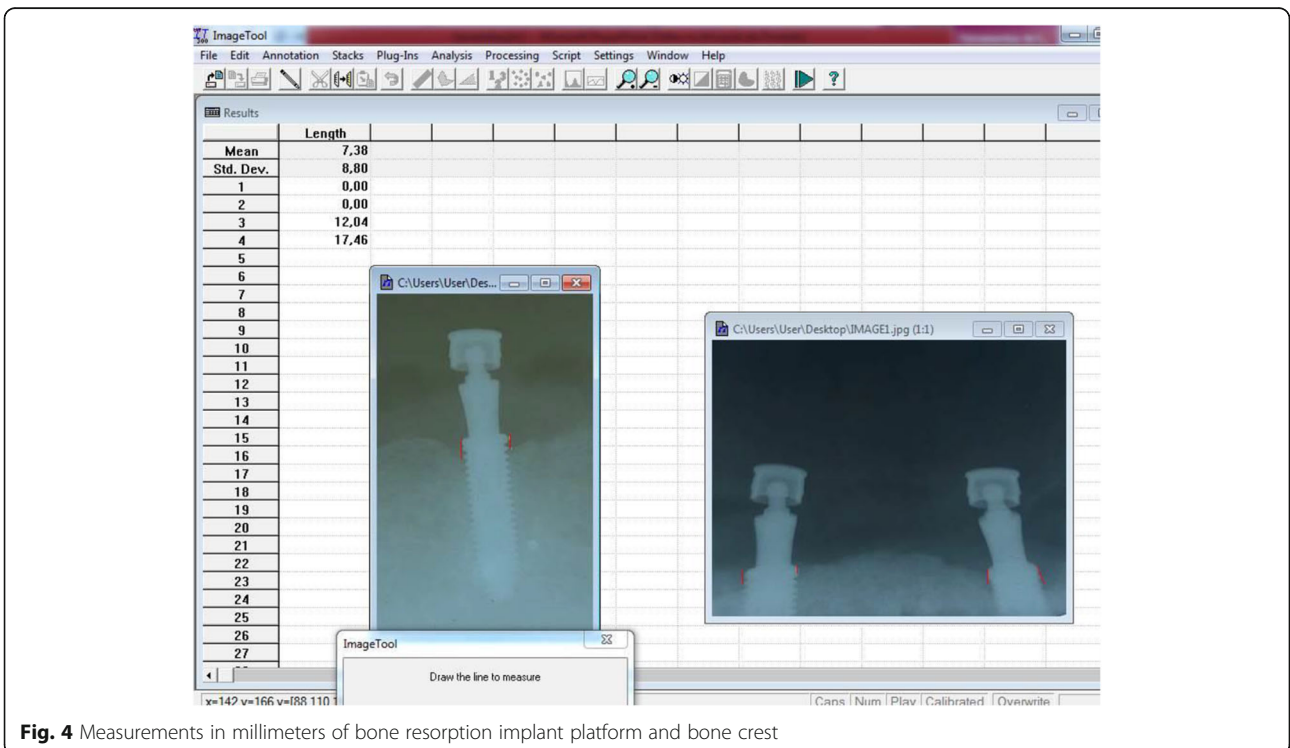 ImageTool
File Edit Annotation Stacks Plug-Ins Analysis Processing Script Settings Window Help
Results
Length
Mean 7,38
Std. Dev. 8,80
1 0,00
2 0,00
3 12,04
4 17,46
5
6
7
8
9
10
11
12
13
14
15
16
17
18
19
20
21
22
23
24
25
26
27
C:\Users\User\Des...
C:\Users\User\Desktop\IMAGE1.jpg (1:1)
ImageTool
Draw the line to measure
x=142 y=166 v=[88 110
Caps Num Play Calibrated Overwrite
Fig. 4 Measurements in millimeters of bone resorption implant platform and bone crest